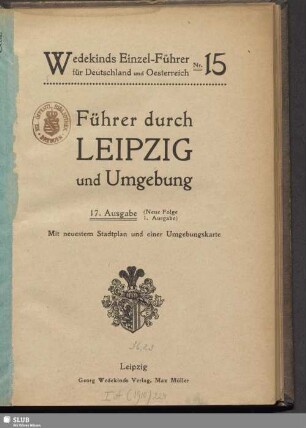 Wedekinds Einzel-Führer
für Deutschland und Oesterreich Nr. 15
Führer durch
LEIPZIG
und Umgebung
17. Ausgabe (Neue Folge
1. Ausgabe)
Mit neuestem Stadtplan und einer Umgebungskarte
Leipzig
Georg Wedekinds Verlag, Max Müller
SLUB